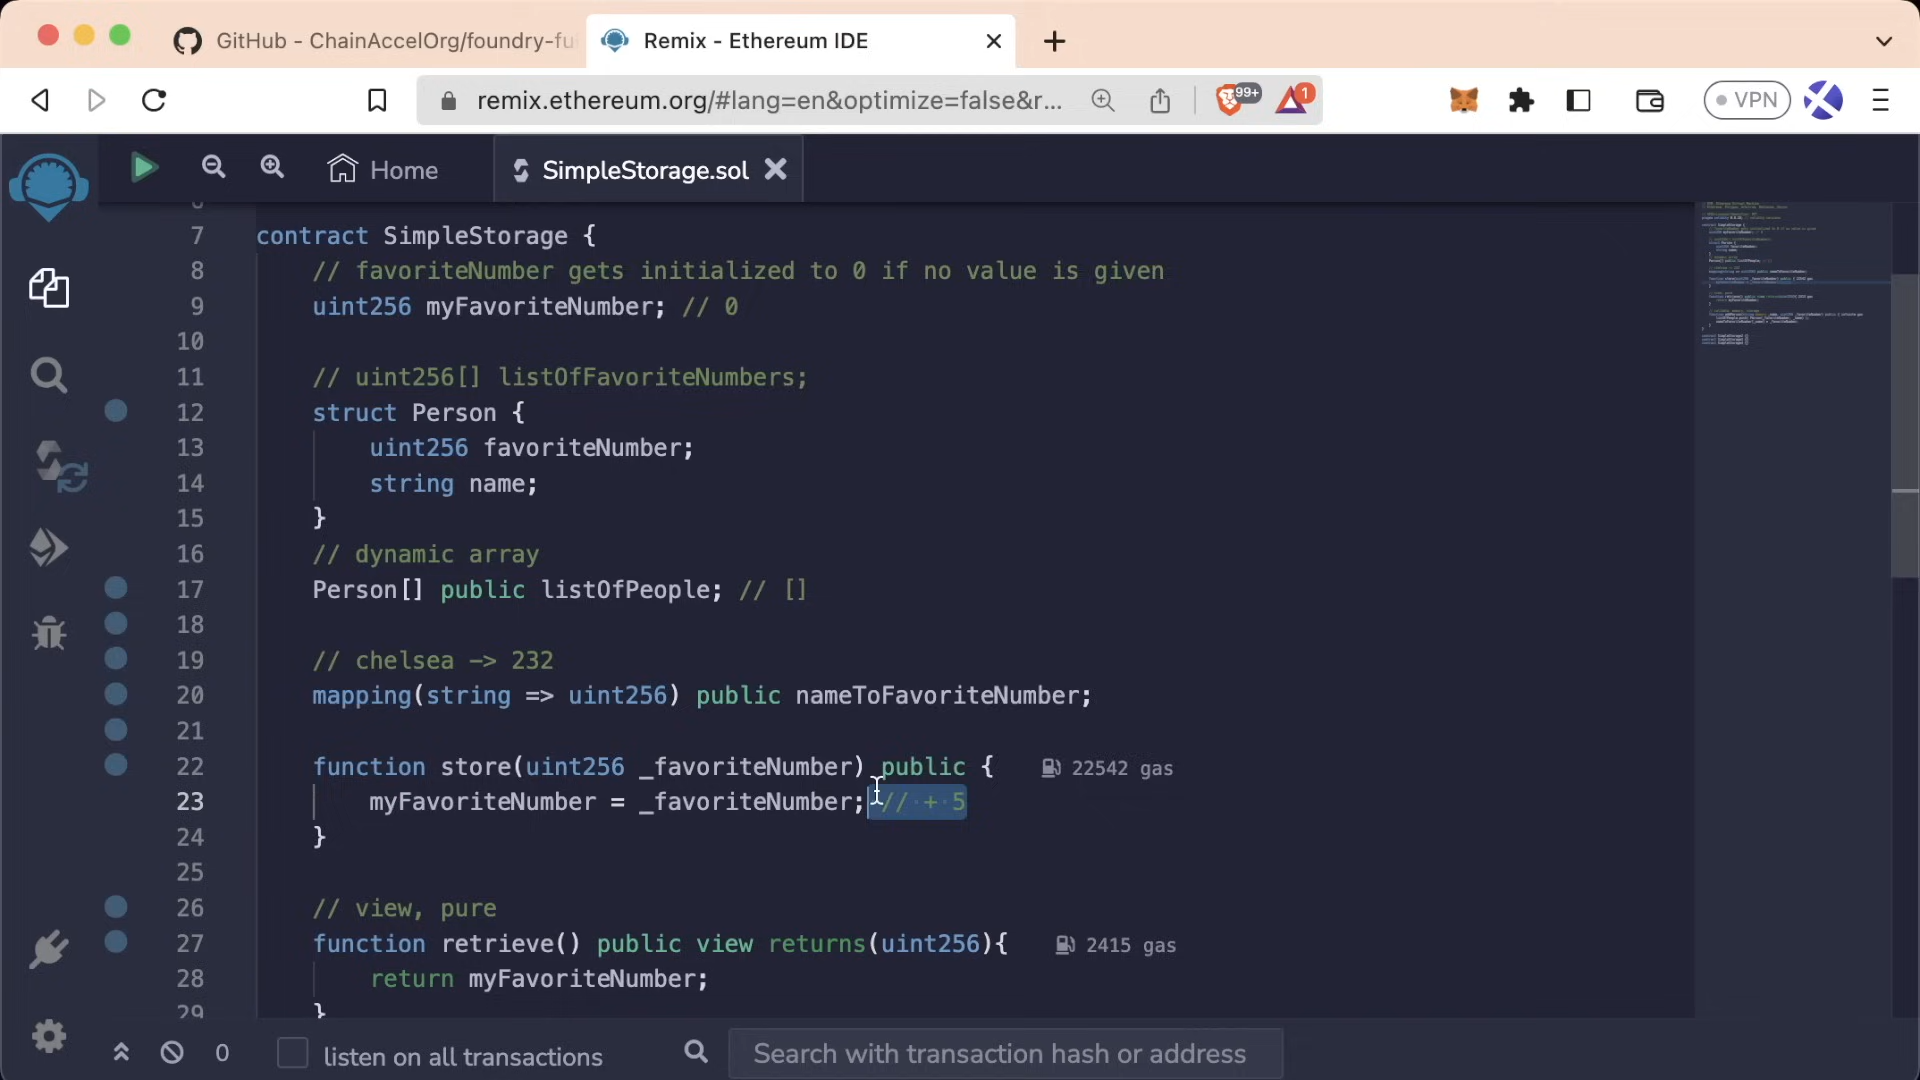 GitHub - ChainAccelOrg/foundry-fu
Remix - Ethereum IDE
remix.ethereum.org/#lang=en&optimize=false&r...
99+
1
VPN
Home
SimpleStorage.sol
6
7 contract SimpleStorage {
8 // favoriteNumber gets initialized to 0 if no value is given
9 uint256 myFavoriteNumber; // 0
10
11 // uint256[] listOfFavoriteNumbers;
12 struct Person {
13 uint256 favoriteNumber;
14 string name;
15 }
16 // dynamic array
17 Person[] public listOfPeople; // []
18
19 // chelsea -> 232
20 mapping(string => uint256) public nameToFavoriteNumber;
21
22 function store(uint256 _favoriteNumber) public { 22542 gas
23 myFavoriteNumber = _favoriteNumber; // + 5
24 }
25
26 // view, pure
27 function retrieve() public view returns(uint256){ 2415 gas
28 return myFavoriteNumber;
29 }
0
listen on all transactions
Search with transaction hash or address